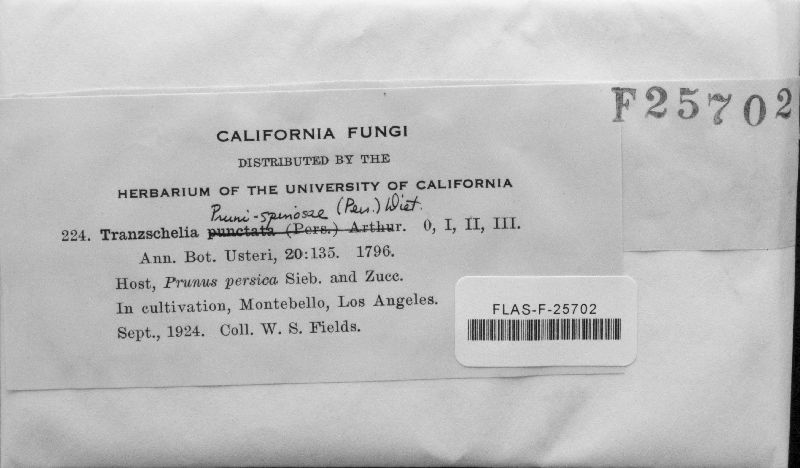 F25702
CALIFORNIA FUNGI
DISTRIBUTED BY THE
HERBARIUM OF THE UNIVERSITY OF CALIFORNIA
Pruni-spinosae (Pers.) Diet.
224. Tranzschelia punctata (Pers.) Arthur. 0, I, II, III.
Ann. Bot. Usteri, 20:135. 1796.
Host, Prunus persica Sieb. and Zucc.
In cultivation, Montebello, Los Angeles.
Sept., 1924. Coll. W. S. Fields.
FLAS-F-25702